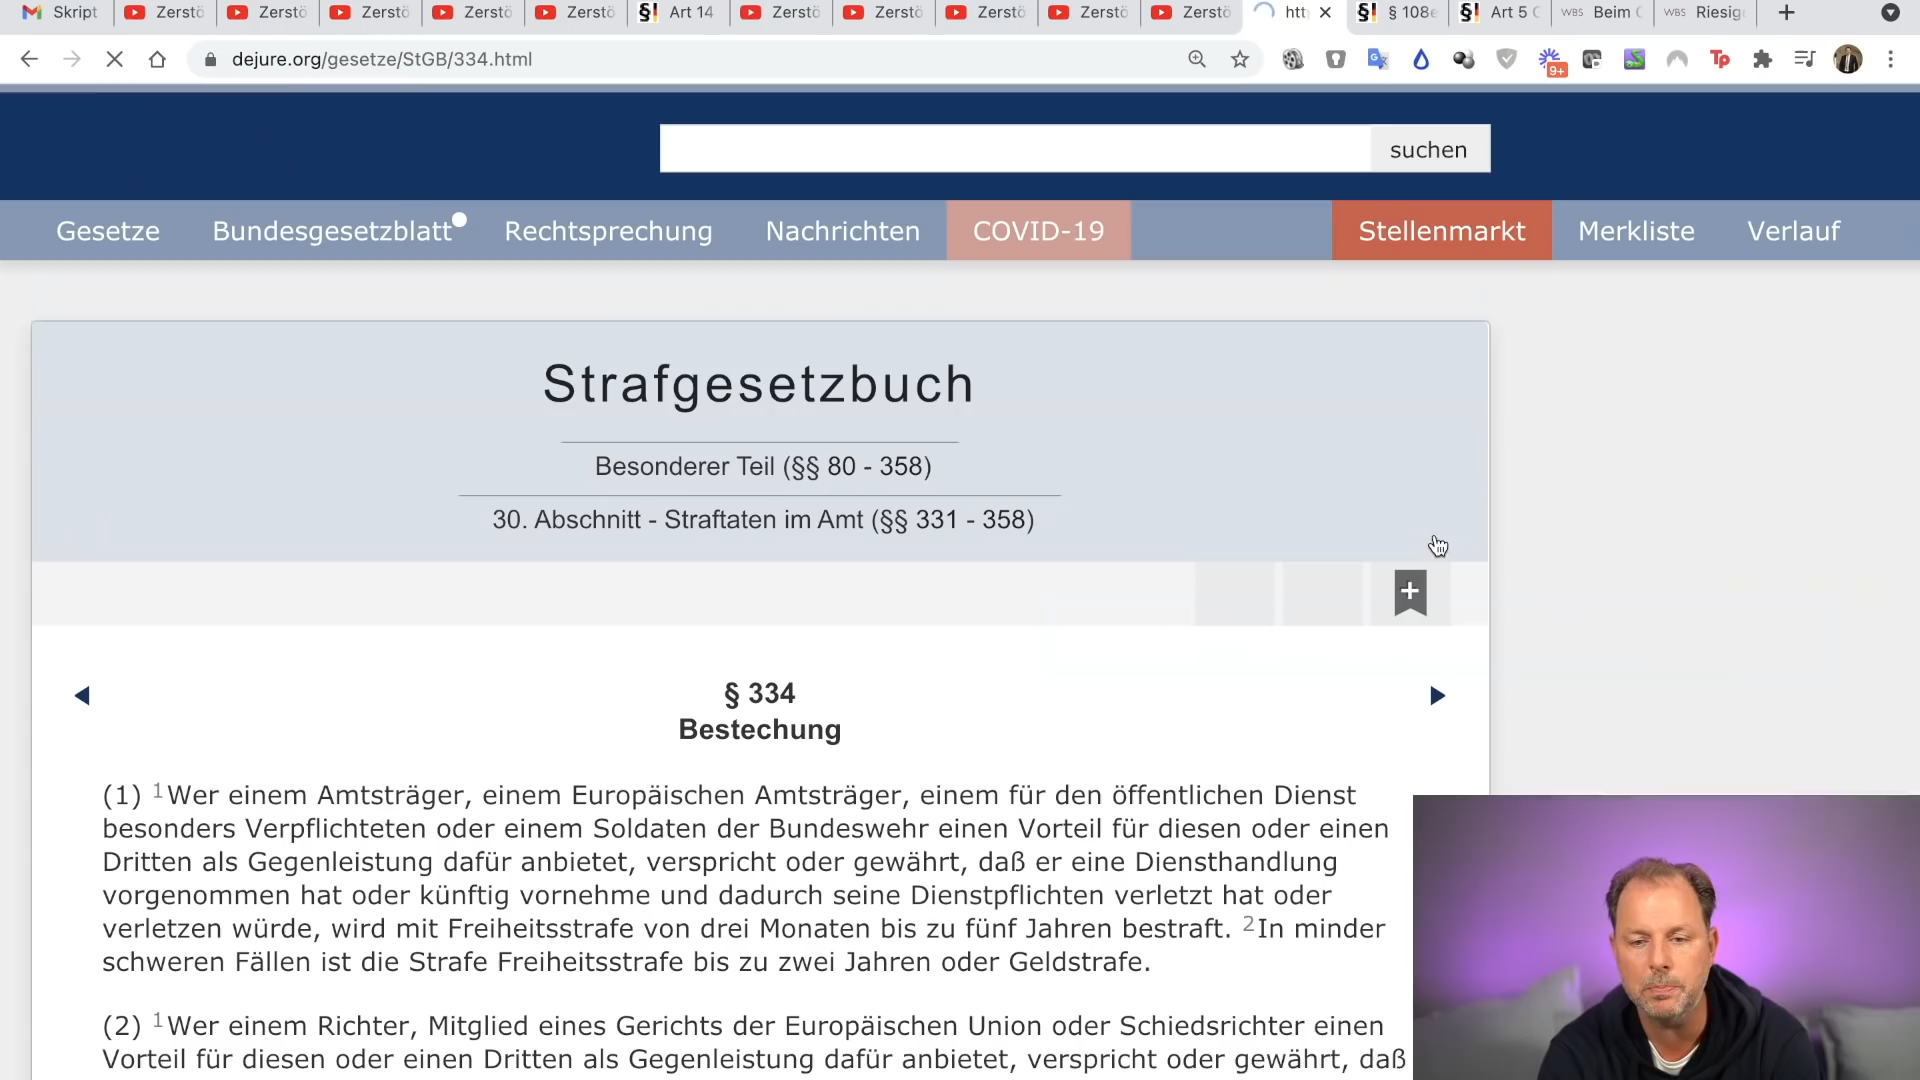 Skript
Zerstö
Zerstö
Zerstö
Zerstö
Zerstö
Art 14
Zerstö
Zerstö
Zerstö
Zerstö
Zerstö
htt
§ 108e
Art 5 G
WBS Beim
WBS Riesig
dejure.org/gesetze/StGB/334.html
9+
Tp
suchen
Gesetze
Bundesgesetzblatt
Rechtsprechung
Nachrichten
COVID-19
Stellenmarkt
Merkliste
Verlauf
Strafgesetzbuch
Besonderer Teil (§§ 80 - 358)
30. Abschnitt - Straftaten im Amt (§§ 331 - 358)
§ 334
Bestechung
(1) 1Wer einem Amtsträger, einem Europäischen Amtsträger, einem für den öffentlichen Dienst
besonders Verpflichteten oder einem Soldaten der Bundeswehr einen Vorteil für diesen oder einen
Dritten als Gegenleistung dafür anbietet, verspricht oder gewährt, daß er eine Diensthandlung
vorgenommen hat oder künftig vornehme und dadurch seine Dienstpflichten verletzt hat oder
verletzen würde, wird mit Freiheitsstrafe von drei Monaten bis zu fünf Jahren bestraft. 2In minder
schweren Fällen ist die Strafe Freiheitsstrafe bis zu zwei Jahren oder Geldstrafe.
(2) 1Wer einem Richter, Mitglied eines Gerichts der Europäischen Union oder Schiedsrichter einen
Vorteil für diesen oder einen Dritten als Gegenleistung dafür anbietet, verspricht oder gewährt, daß